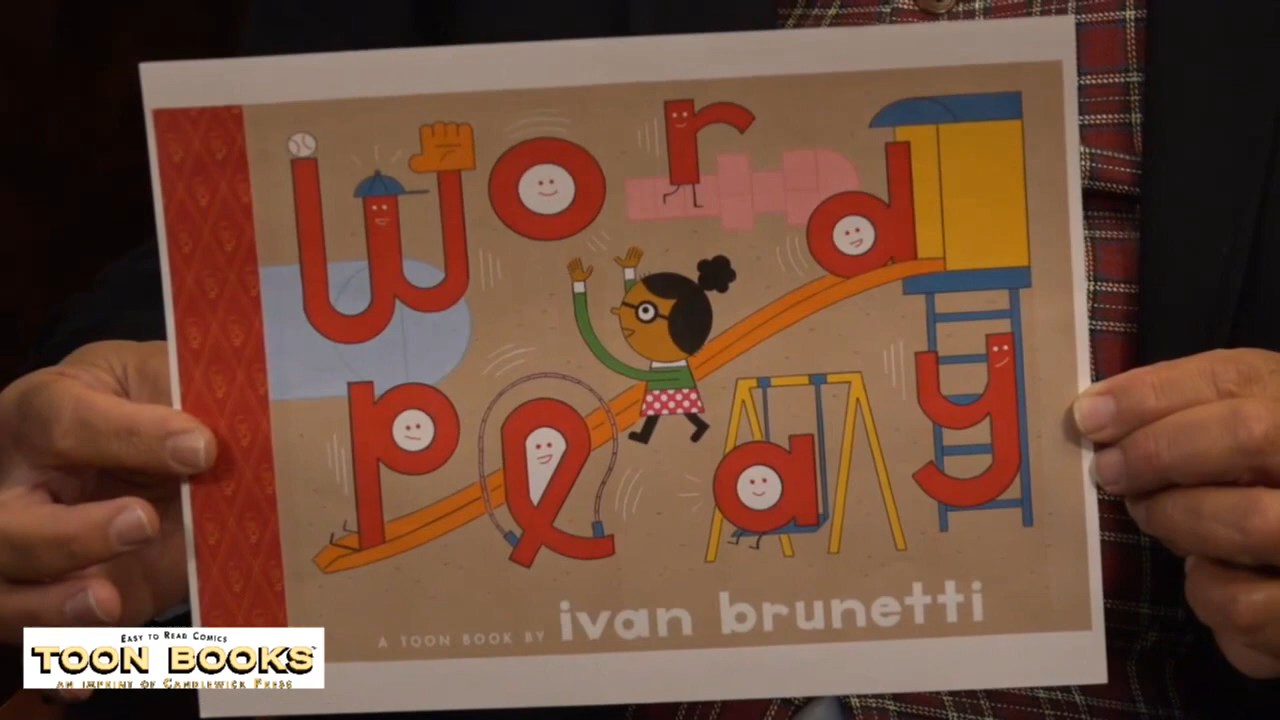 word
play
A TOON BOOK BY ivan brunetti
EASY TO READ COMICS
TOON BOOKS
AN IMPRINT OF CANDLEWICK PRESS